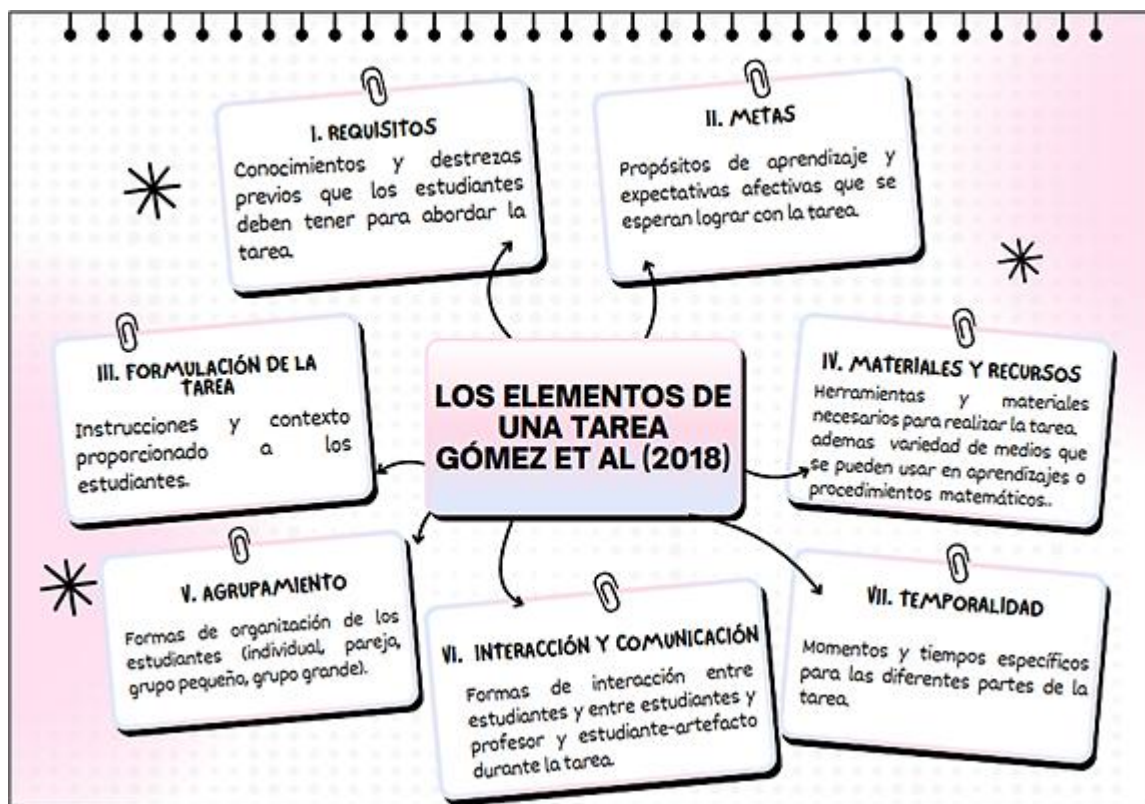 I. REQUISITOS
Conocimientos y destrezas
previos que los estudiantes
deben tener para abordar la
tarea.
II. METAS
Propósitos de aprendizaje y
expectativas afectivas que se
esperan lograr con la tarea.
III. FORMULACIÓN DE LA
TAREA
Instrucciones y contexto
proporcionado a los
estudiantes.
LOS ELEMENTOS DE
UNA TAREA
GÓMEZ ET AL (2018)
IV. MATERIALES Y RECURSOS
Herramientas y materiales
necesarios para realizar la tarea,
ademas variedad de medios que
se pueden usar en aprendizajes o
procedimientos matemáticos..
V. AGRUPAMIENTO
Formas de organización de los
estudiantes (individual, pareja,
grupo pequeño, grupo grande).
VI. INTERACCIÓN Y COMUNICACIÓN
Formas de interacción entre
estudiantes y entre estudiantes y
profesor y estudiante-artefacto
durante la tarea.
VII. TEMPORALIDAD
Momentos y tiempos específicos
para las diferentes partes de la
tarea.